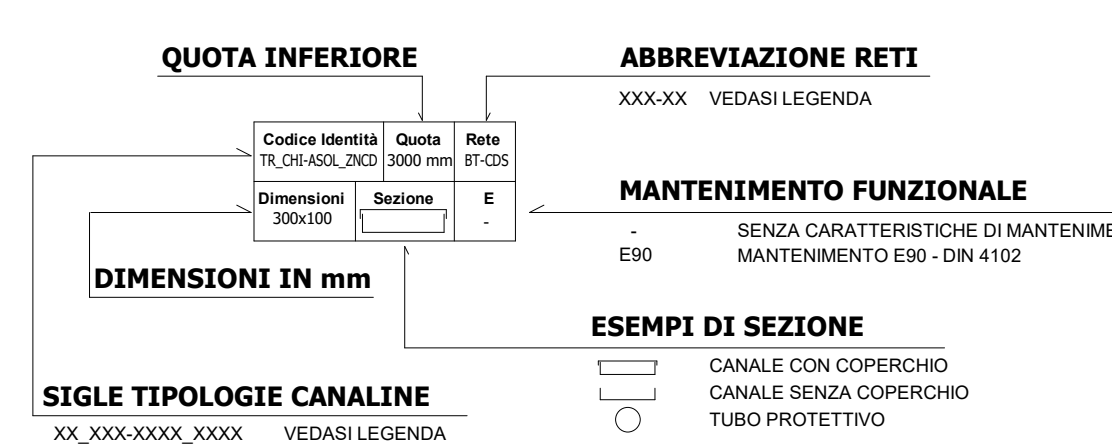 QUOTA INFERIORE
ABBREVIAZIONE RETI
XXX-XX VEDASI LEGENDA
Codice Identità Quota Rete
TR_CHI-ASOL_ZNCD 3000 mm BT-CDS
Dimensioni Sezione E
300x100 -
MANTENIMENTO FUNZIONALE
- SENZA CARATTERISTICHE DI MANTENIME
E90 MANTENIMENTO E90 - DIN 4102
DIMENSIONI IN mm
ESEMPI DI SEZIONE
CANALE CON COPERCHIO
CANALE SENZA COPERCHIO
TUBO PROTETTIVO
SIGLE TIPOLOGIE CANALINE
XX_XXX-XXXX_XXXX VEDASI LEGENDA